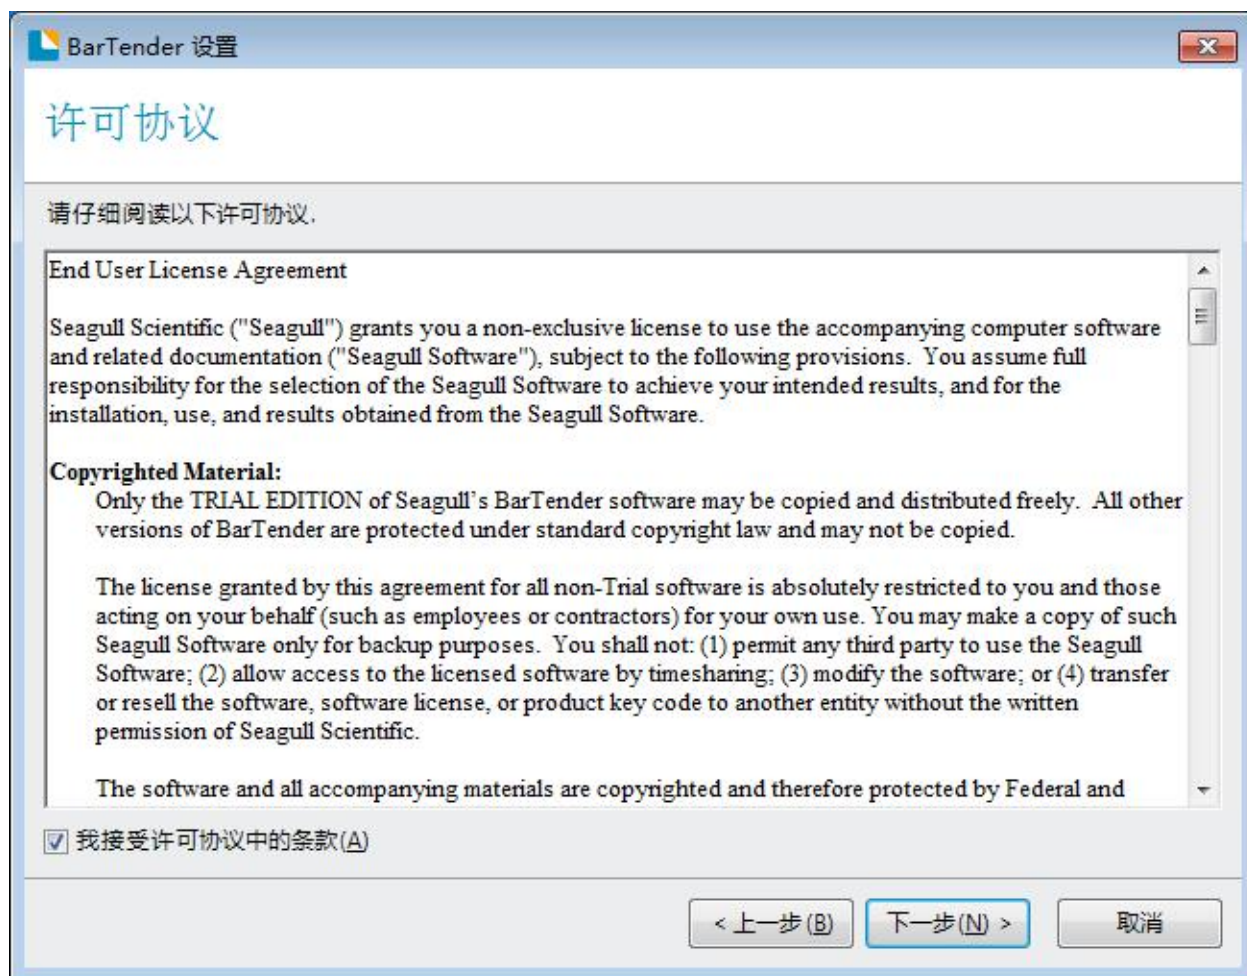 BarTender 设置
许可协议
请仔细阅读以下许可协议.
End User License Agreement
Seagull Scientific ("Seagull") grants you a non-exclusive license to use the accompanying computer software
and related documentation ("Seagull Software"), subject to the following provisions.  You assume full
responsibility for the selection of the Seagull Software to achieve your intended results, and for the
installation, use, and results obtained from the Seagull Software.
Copyrighted Material:
Only the TRIAL EDITION of Seagull’s BarTender software may be copied and distributed freely.  All other
versions of BarTender are protected under standard copyright law and may not be copied.
The license granted by this agreement for all non-Trial software is absolutely restricted to you and those
acting on your behalf (such as employees or contractors) for your own use. You may make a copy of such
Seagull Software only for backup purposes.  You shall not: (1) permit any third party to use the Seagull
Software; (2) allow access to the licensed software by timesharing; (3) modify the software; or (4) transfer
or resell the software, software license, or product key code to another entity without the written
permission of Seagull Scientific.
The software and all accompanying materials are copyrighted and therefore protected by Federal and
我接受许可协议中的条款(A)
< 上一步(B)
下一步(N) >
取消